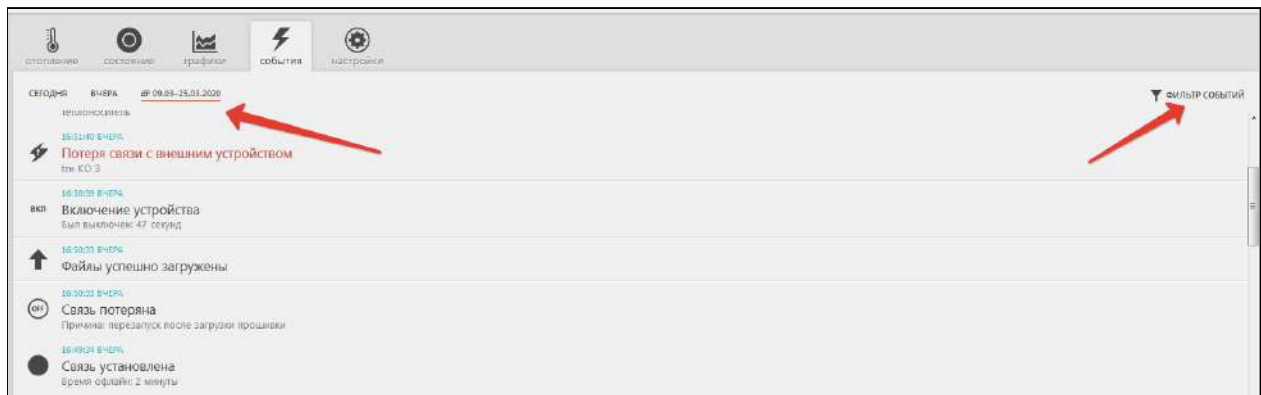 отопление состояние графики события настройки
СЕГОДНЯ ВЧЕРА 09.03-25.03.2020 ФИЛЬТР СОБЫТИЙ
теплоноситель
16:51:40 ВЧЕРА
Потеря связи с внешним устройством
КО 3
16:50:39 ВЧЕРА
ВКЛ Включение устройства
Был выключен: 47 секунд
16:50:33 ВЧЕРА
Файлы успешно загружены
16:50:33 ВЧЕРА
OFF Связь потеряна
Причина: перезапуск после загрузки прошивки
16:49:34 ВЧЕРА
Связь установлена
Время офлайн: 2 минуты